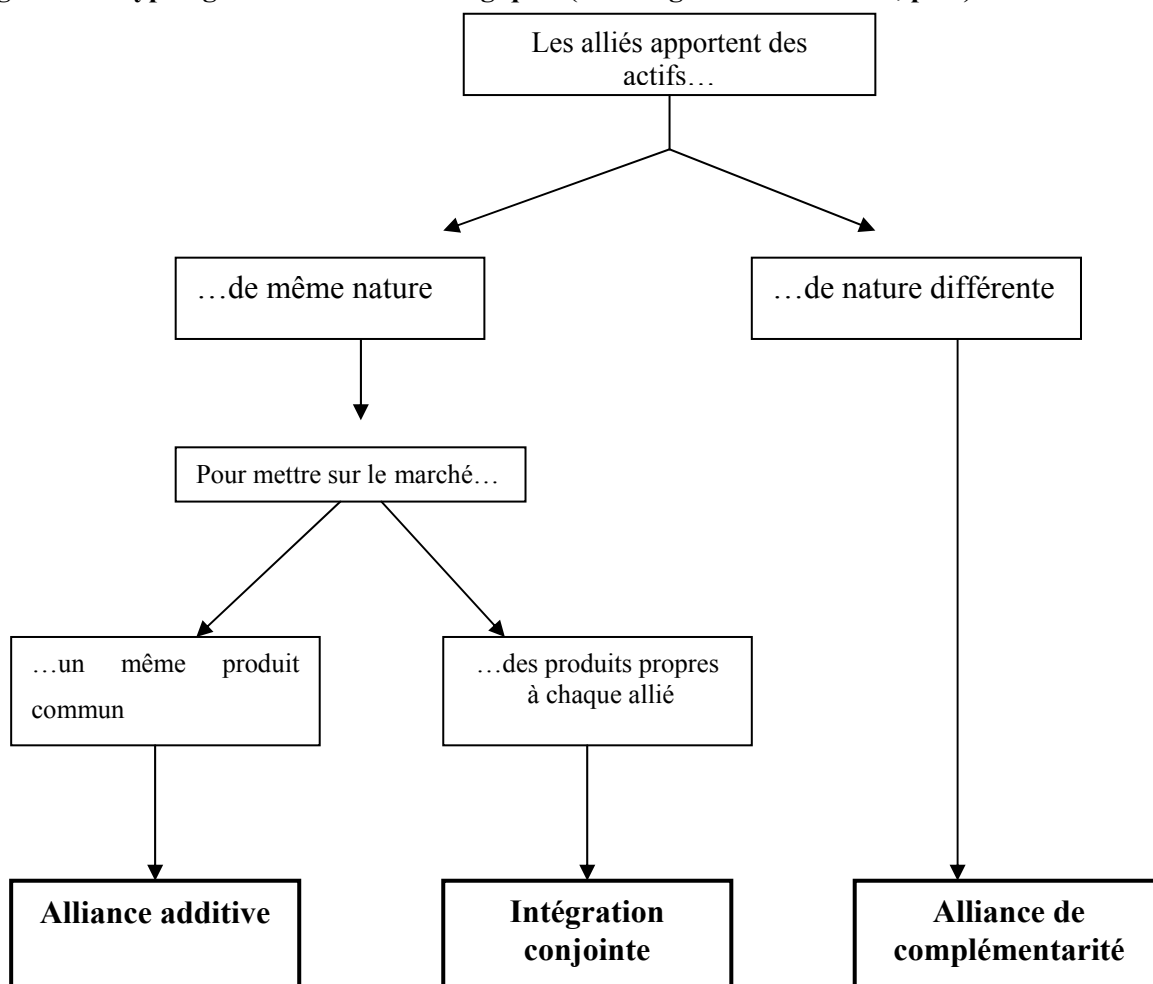 Les alliés apportent des
actifs…
…de même nature
…de nature différente
Pour mettre sur le marché…
…un même produit
commun
…des produits propres
à chaque allié
Alliance additive
Intégration
conjointe
Alliance de
complémentarité